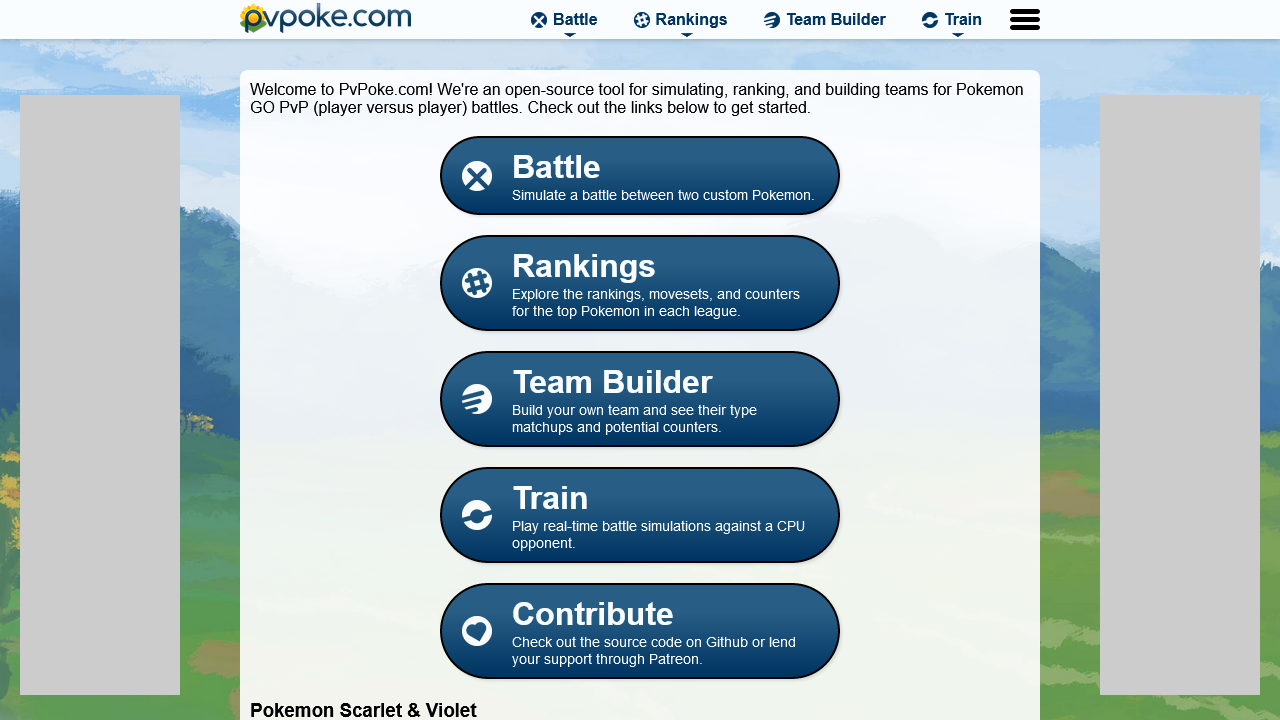 pvpoke.com
Battle
Rankings
Team Builder
Train
Welcome to PvPoke.com! We're an open-source tool for simulating, ranking, and building teams for Pokemon
GO PvP (player versus player) battles. Check out the links below to get started.
Battle
Simulate a battle between two custom Pokemon.
Rankings
Explore the rankings, movesets, and counters
for the top Pokemon in each league.
Team Builder
Build your own team and see their type
matchups and potential counters.
Train
Play real-time battle simulations against a CPU
opponent.
Contribute
Check out the source code on Github or lend
your support through Patreon.
Pokemon Scarlet & Violet